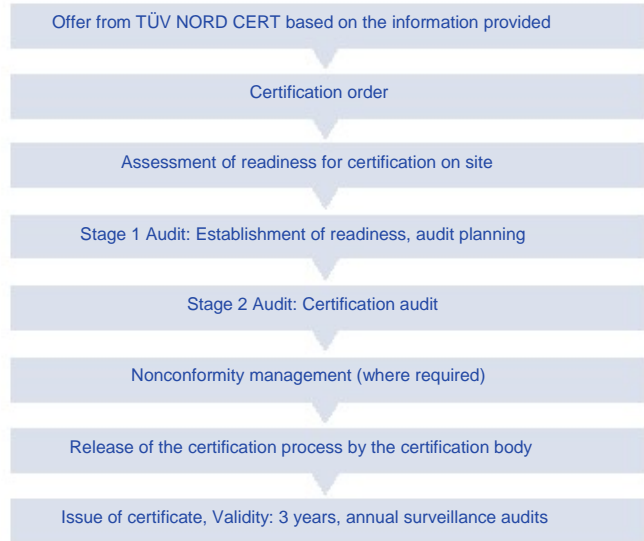 Offer from TÜV NORD CERT based on the information provided
Certification order
Assessment of readiness for certification on site
Stage 1 Audit: Establishment of readiness, audit planning
Stage 2 Audit: Certification audit
Nonconformity management (where required)
Release of the certification process by the certification body
Issue of certificate, Validity: 3 years, annual surveillance audits